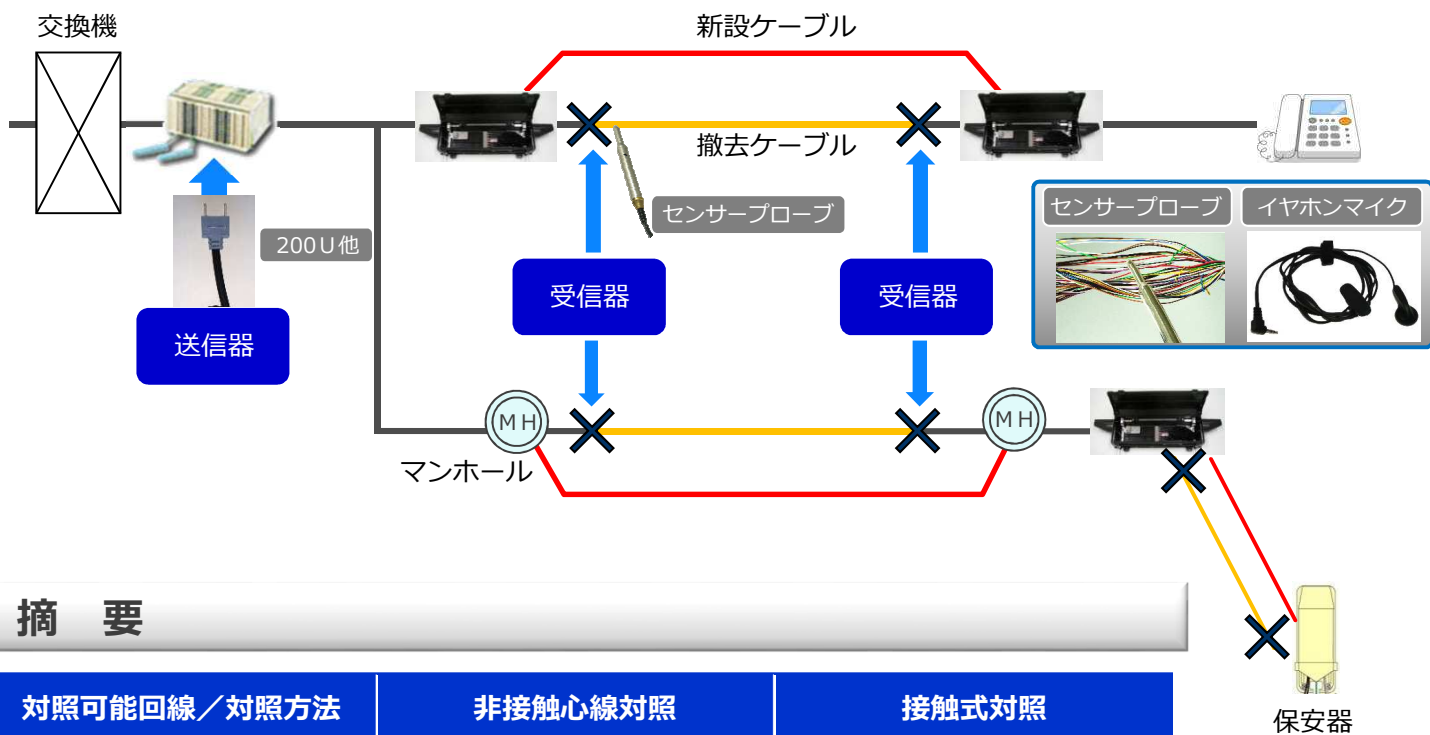 交換機
新設ケーブル
撤去ケーブル
センサープローブ
200U他
送信器
受信器
受信器
センサープローブ
イヤホンマイク
MH
MH
マンホール
摘 要
対照可能回線／対照方法
非接触心線対照
接触式対照
保安器